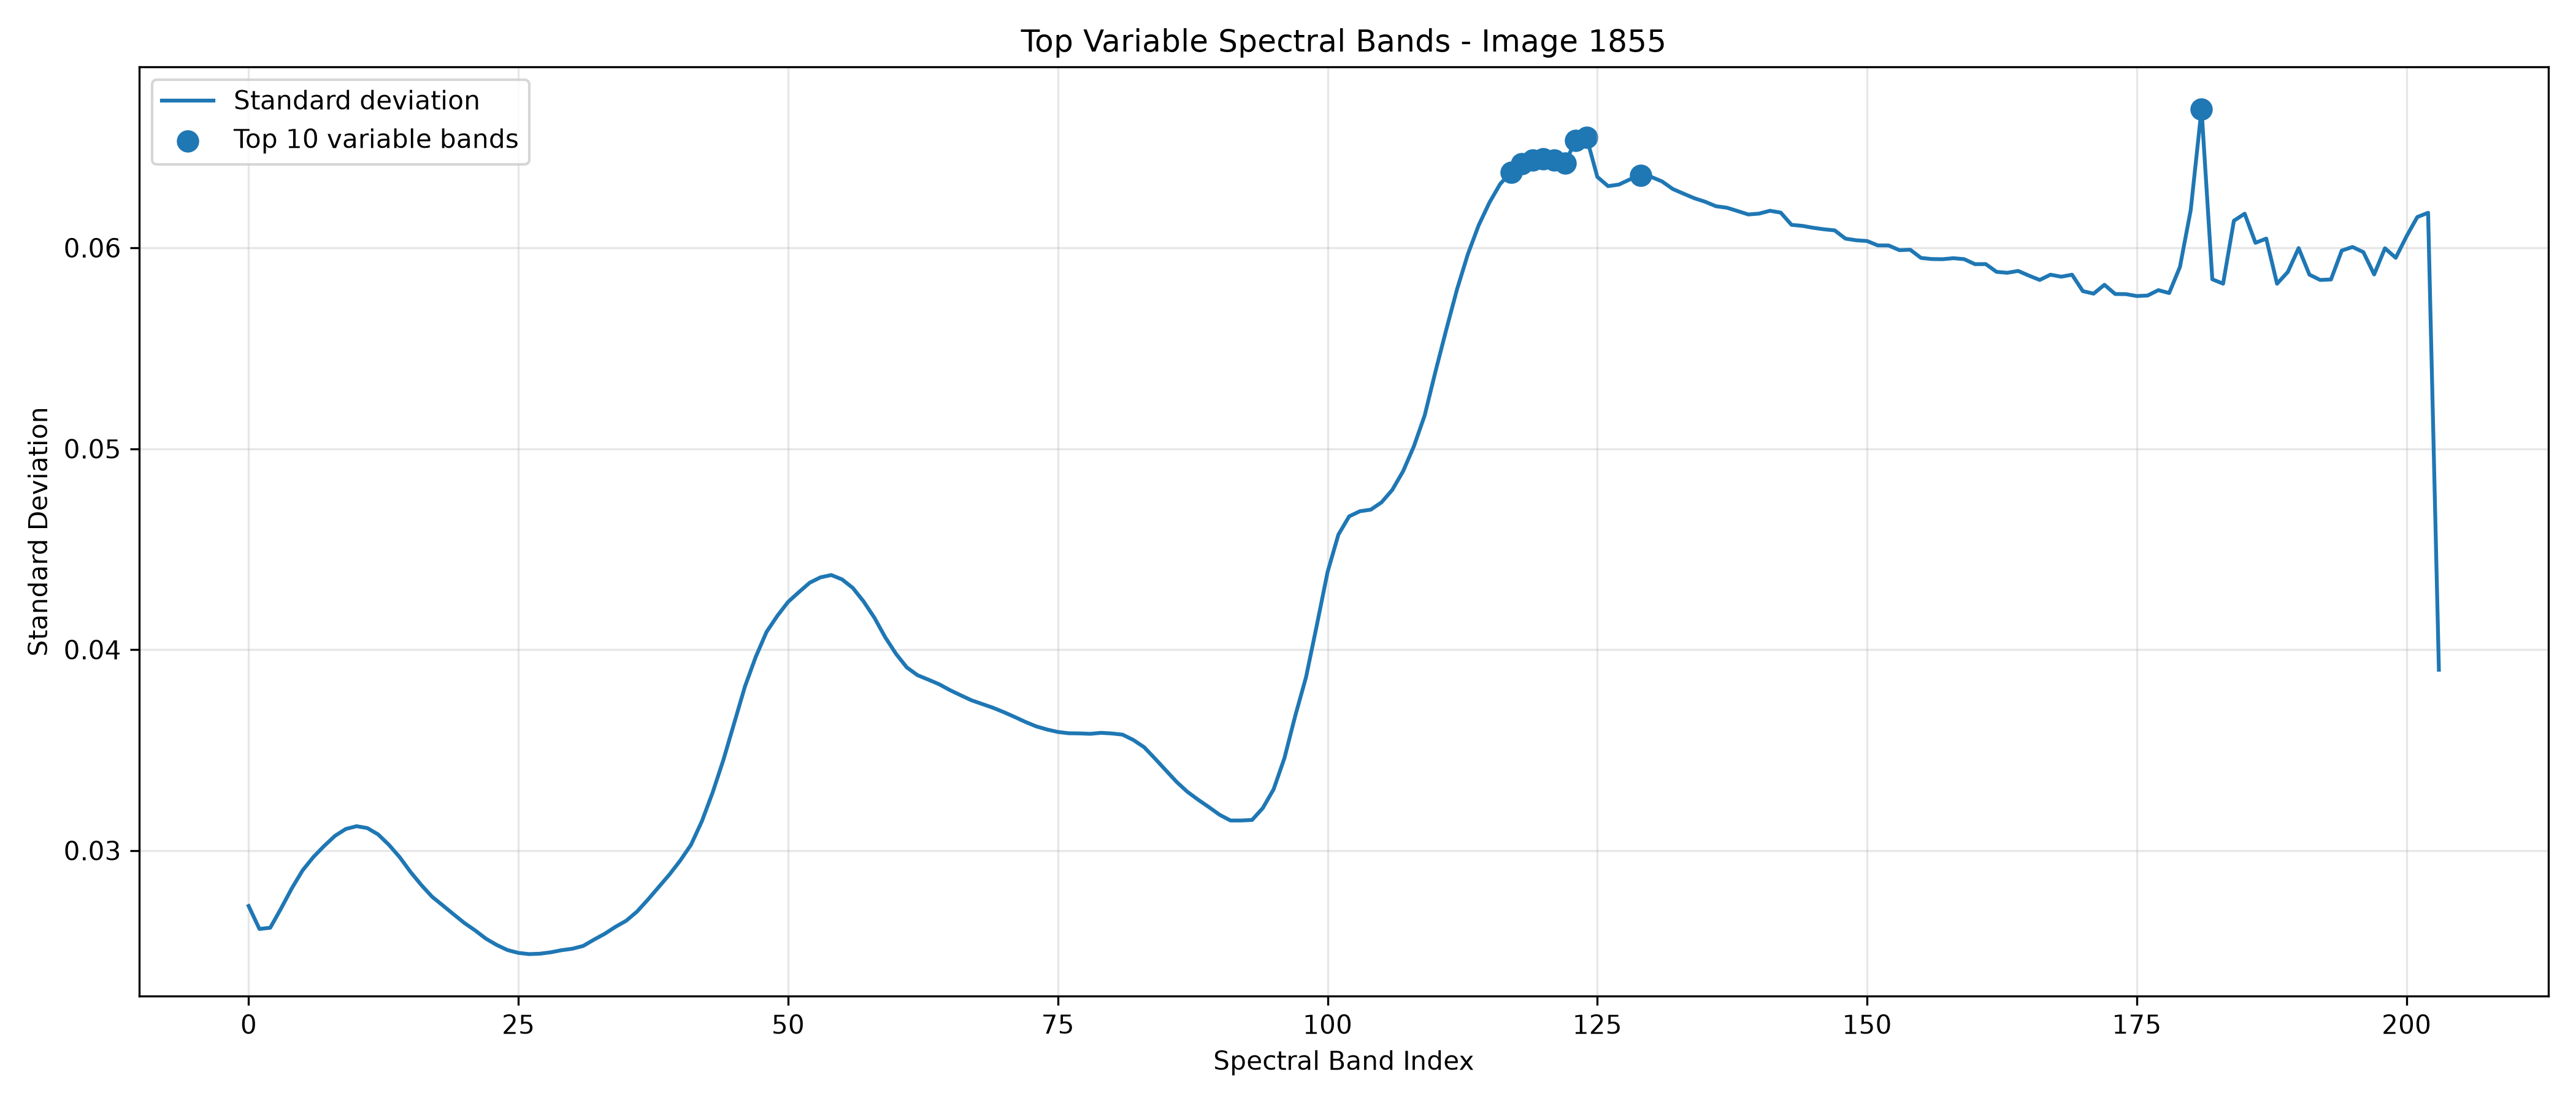 Top Variable Spectral Bands - Image 1855
Standard deviation
Top 10 variable bands
Standard Deviation
0.06
0.05
0.04
0.03
0 25 50 75 100 125 150 175 200
Spectral Band Index